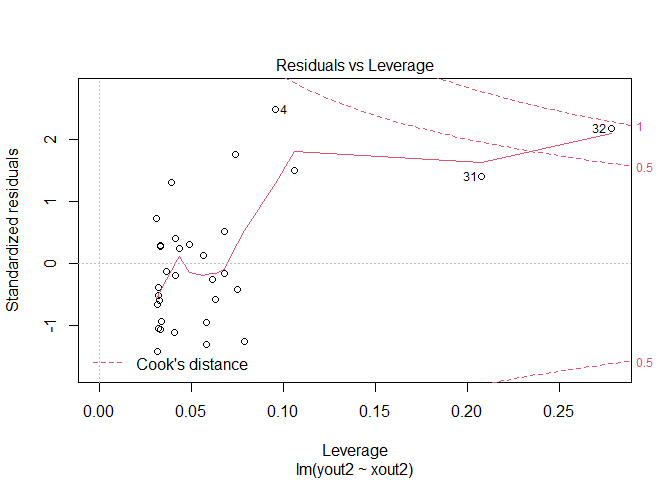 Residuals vs Leverage
Standardized residuals
2
1
0
-1
4
32
31
1
0.5
0.5
Cook's distance
0.00 0.05 0.10 0.15 0.20 0.25
Leverage
lm(yout2 ~ xout2)